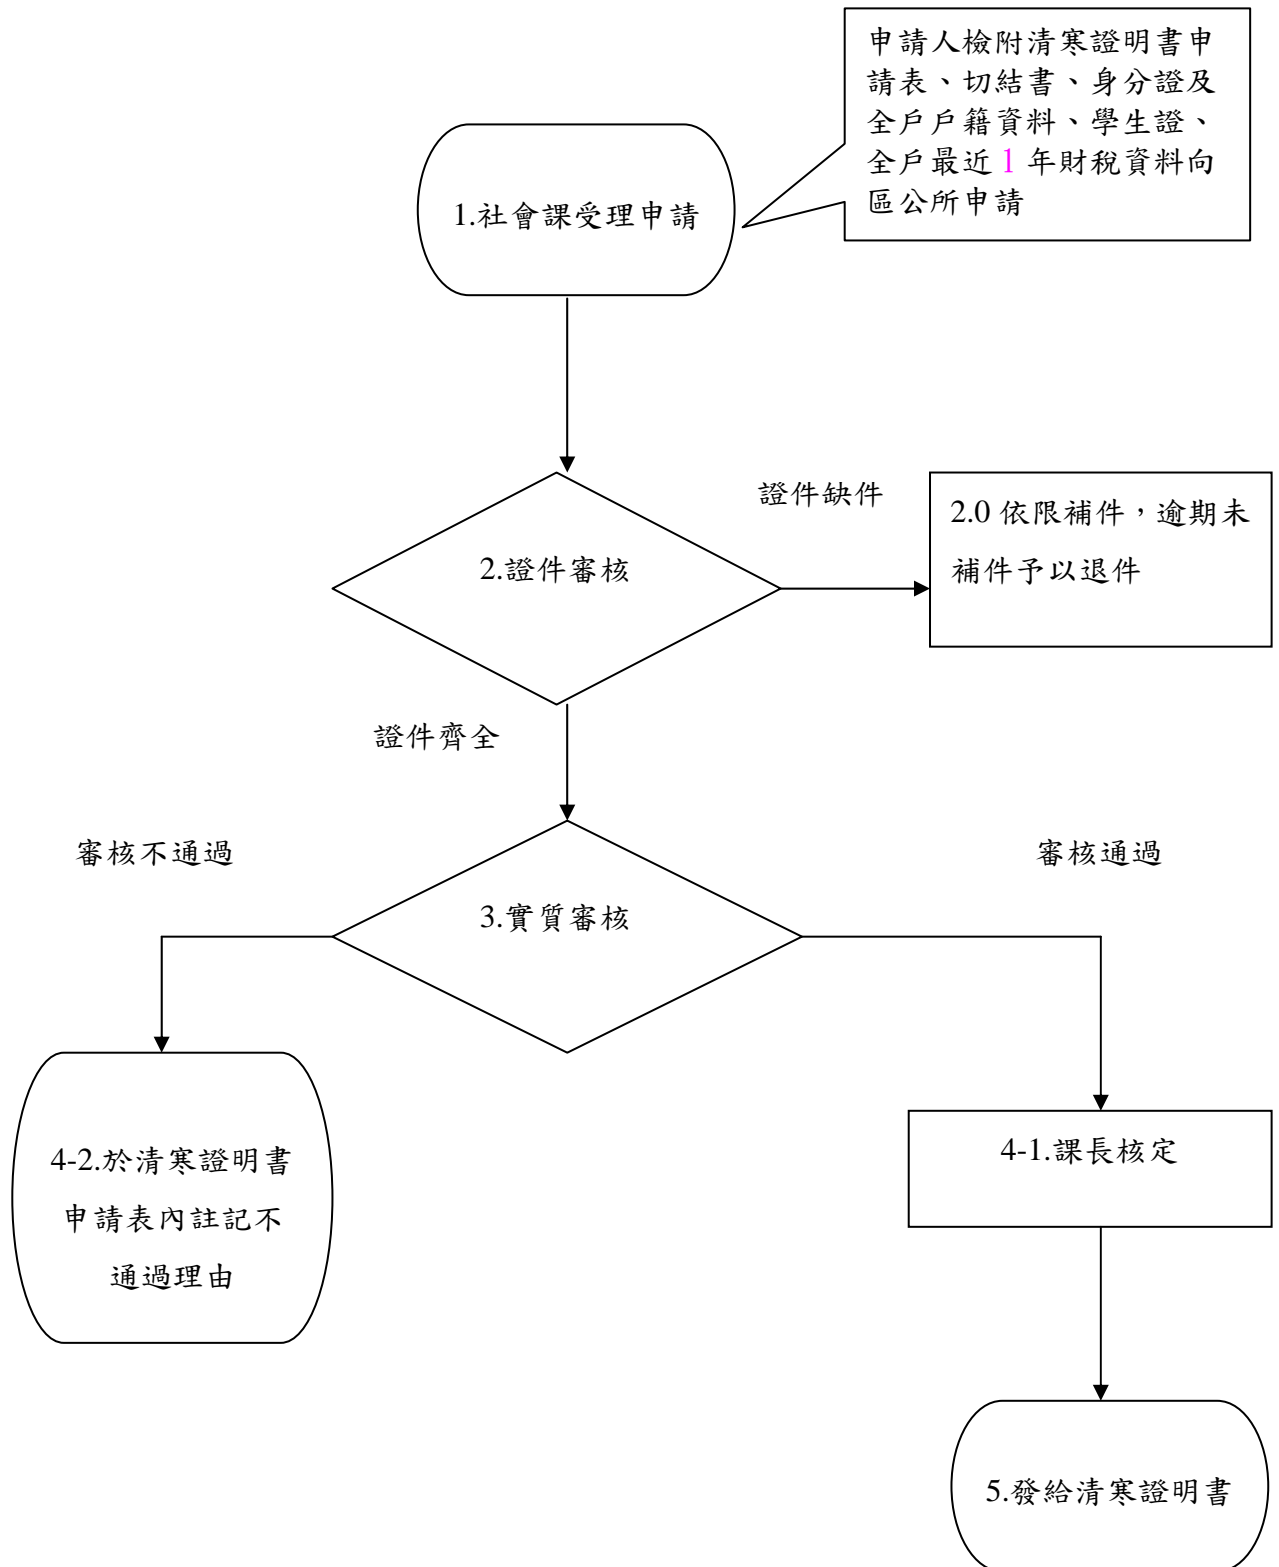 申請人檢附清寒證明書申
請表、切結書、身分證及
全戶戶籍資料、學生證、
全戶最近 1 年財稅資料向
區公所申請
1.社會課受理申請
證件缺件
2.0 依限補件，逾期未
補件予以退件
2.證件審核
證件齊全
審核不通過
審核通過
3.實質審核
4-2.於清寒證明書
申請表內註記不
通過理由
4-1.課長核定
5.發給清寒證明書